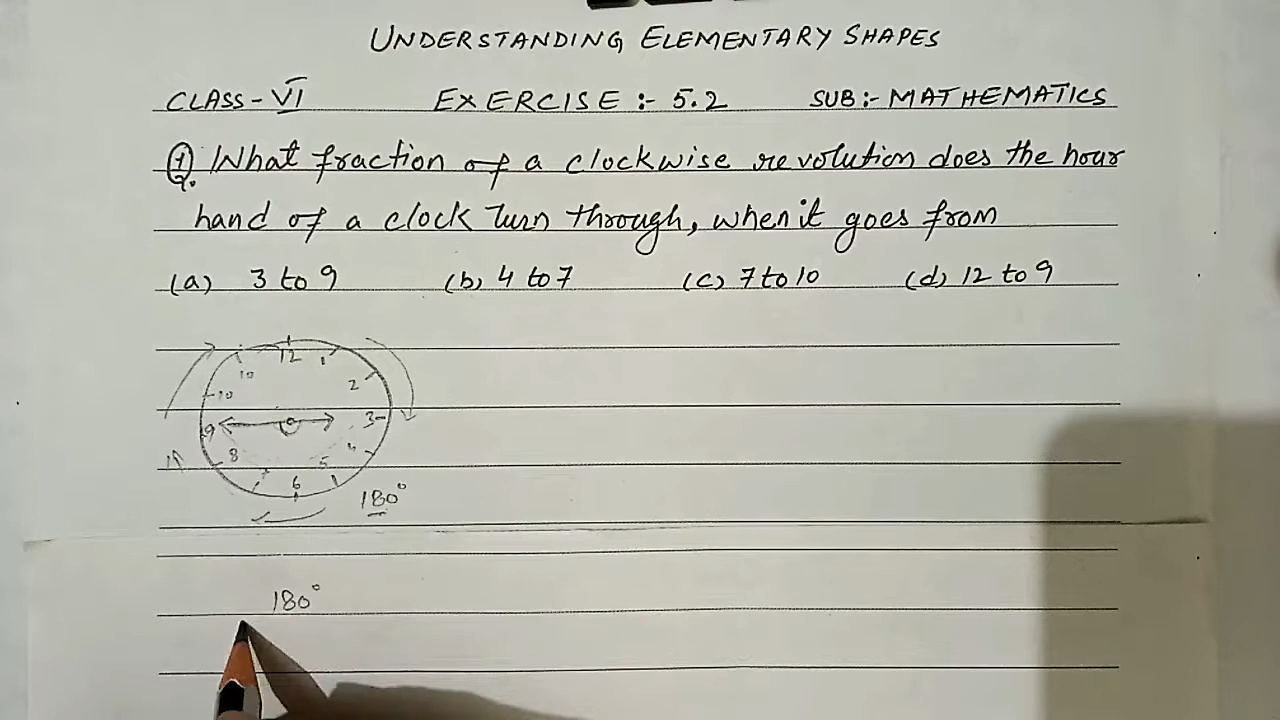 UNDERSTANDING ELEMENTARY SHAPES
CLASS - VI EXERCISE :- 5.2 SUB :- MATHEMATICS
Q1. What fraction of a clockwise revolution does the hour
hand of a clock turn through, when it goes from
(a) 3 to 9 (b) 4 to 7 (c) 7 to 10 (d) 12 to 9
12 1
10 2
10 3
9 4
8 5
6 180°
180°